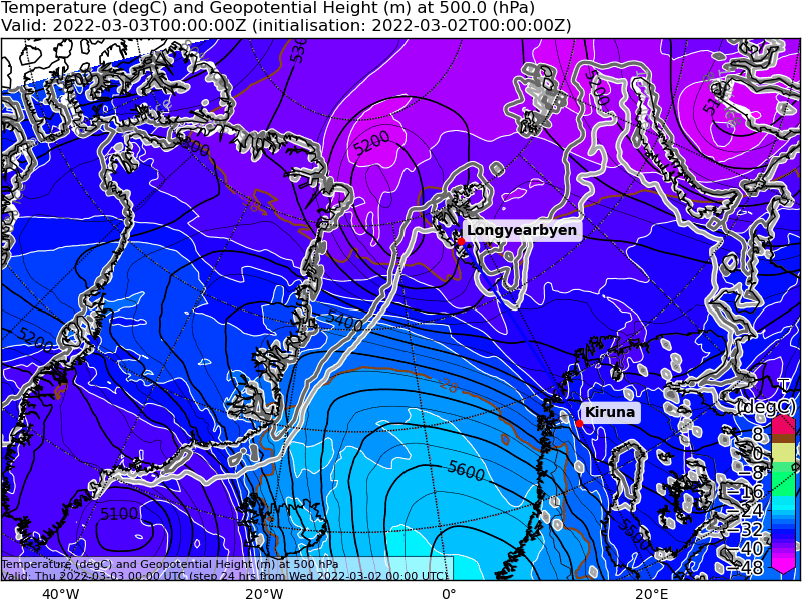 Temperature (degC) and Geopotential Height (m) at 500.0 (hPa)
Valid: 2022-03-03T00:00:00Z (initialisation: 2022-03-02T00:00:00Z)
5200
5200
5300
Longyearbyen
5400
5200
-28
T
(degC)
Kiruna
8
0
−8
−16
−24
−32
−40
−48
5600
5100
5500
Temperature (degC) and Geopotential Height (m) at 500 hPa
Valid: Thu 2022-03-03 00:00 UTC (step 24 hrs from Wed 2022-03-02 00:00 UTC)
40°W 20°W 0° 20°E